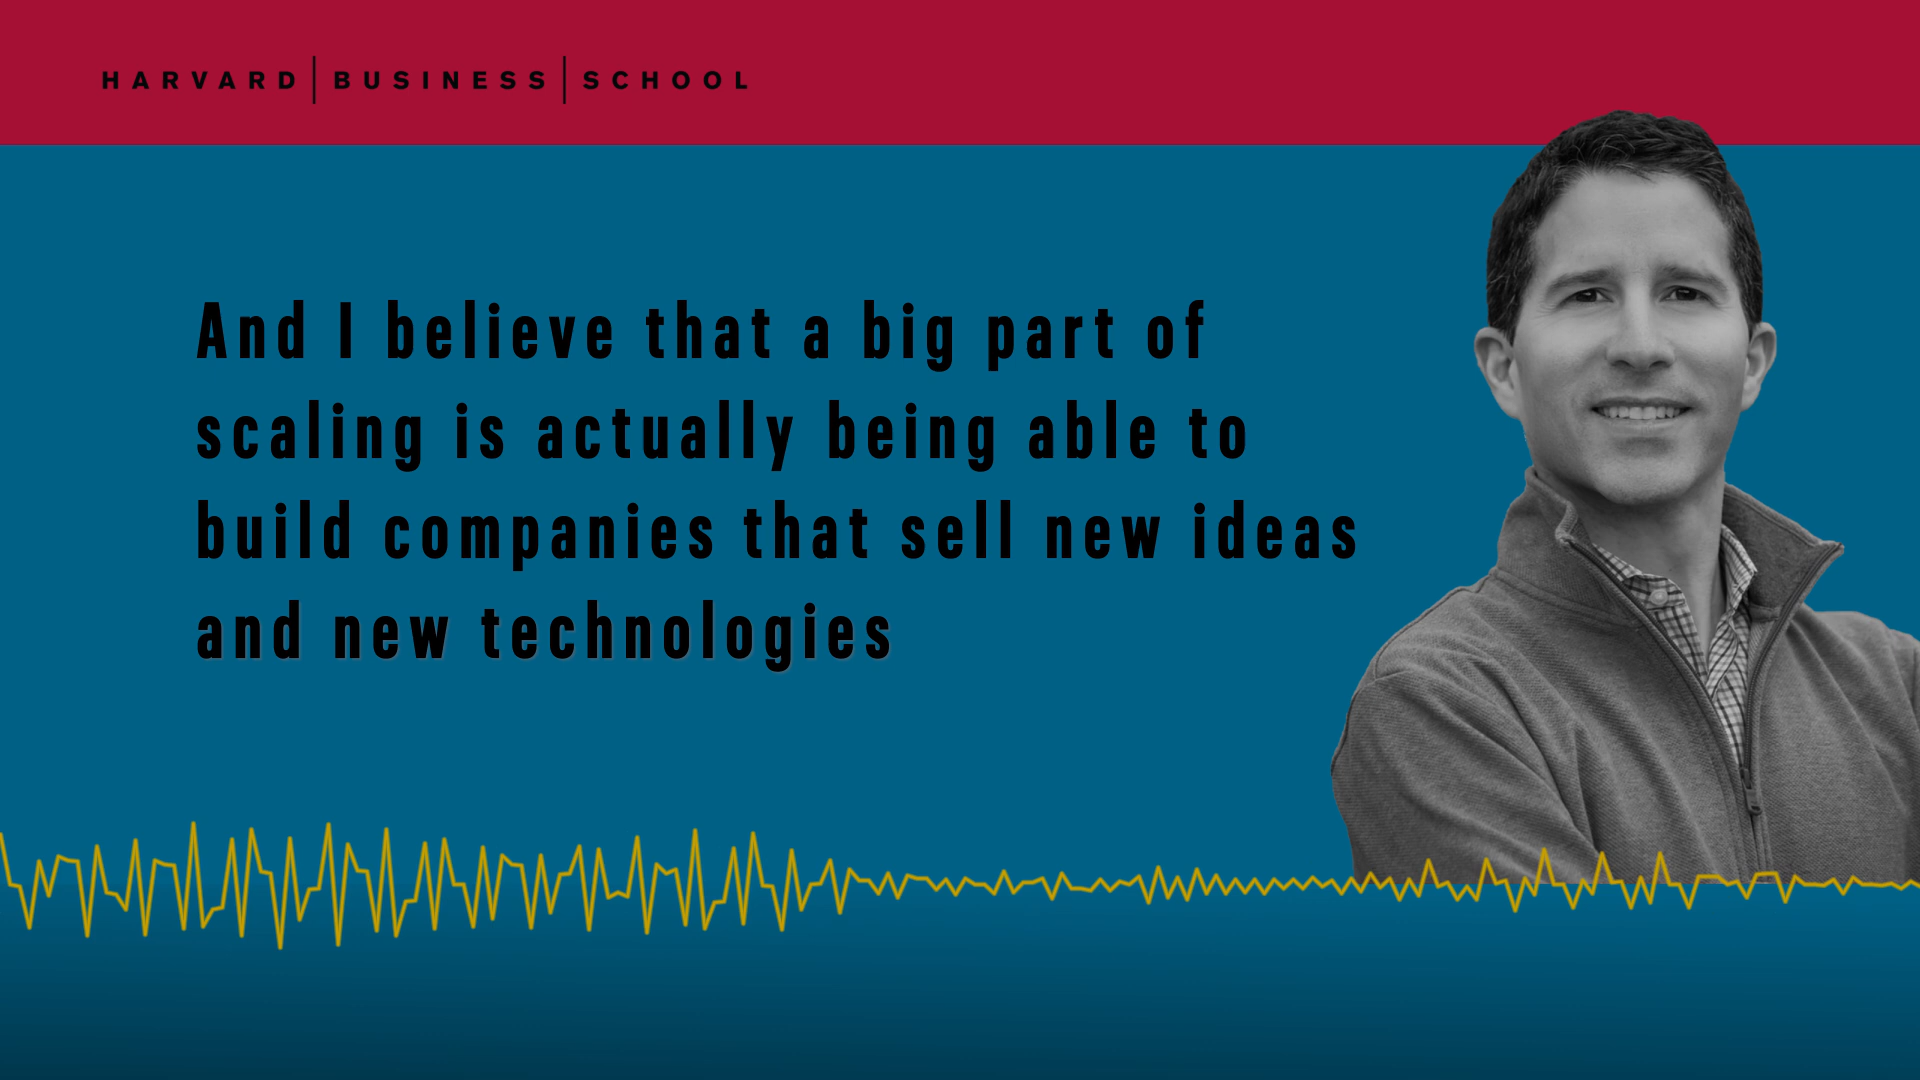 HARVARD | BUSINESS | SCHOOL
And I believe that a big part of
scaling is actually being able to
build companies that sell new ideas
and new technologies